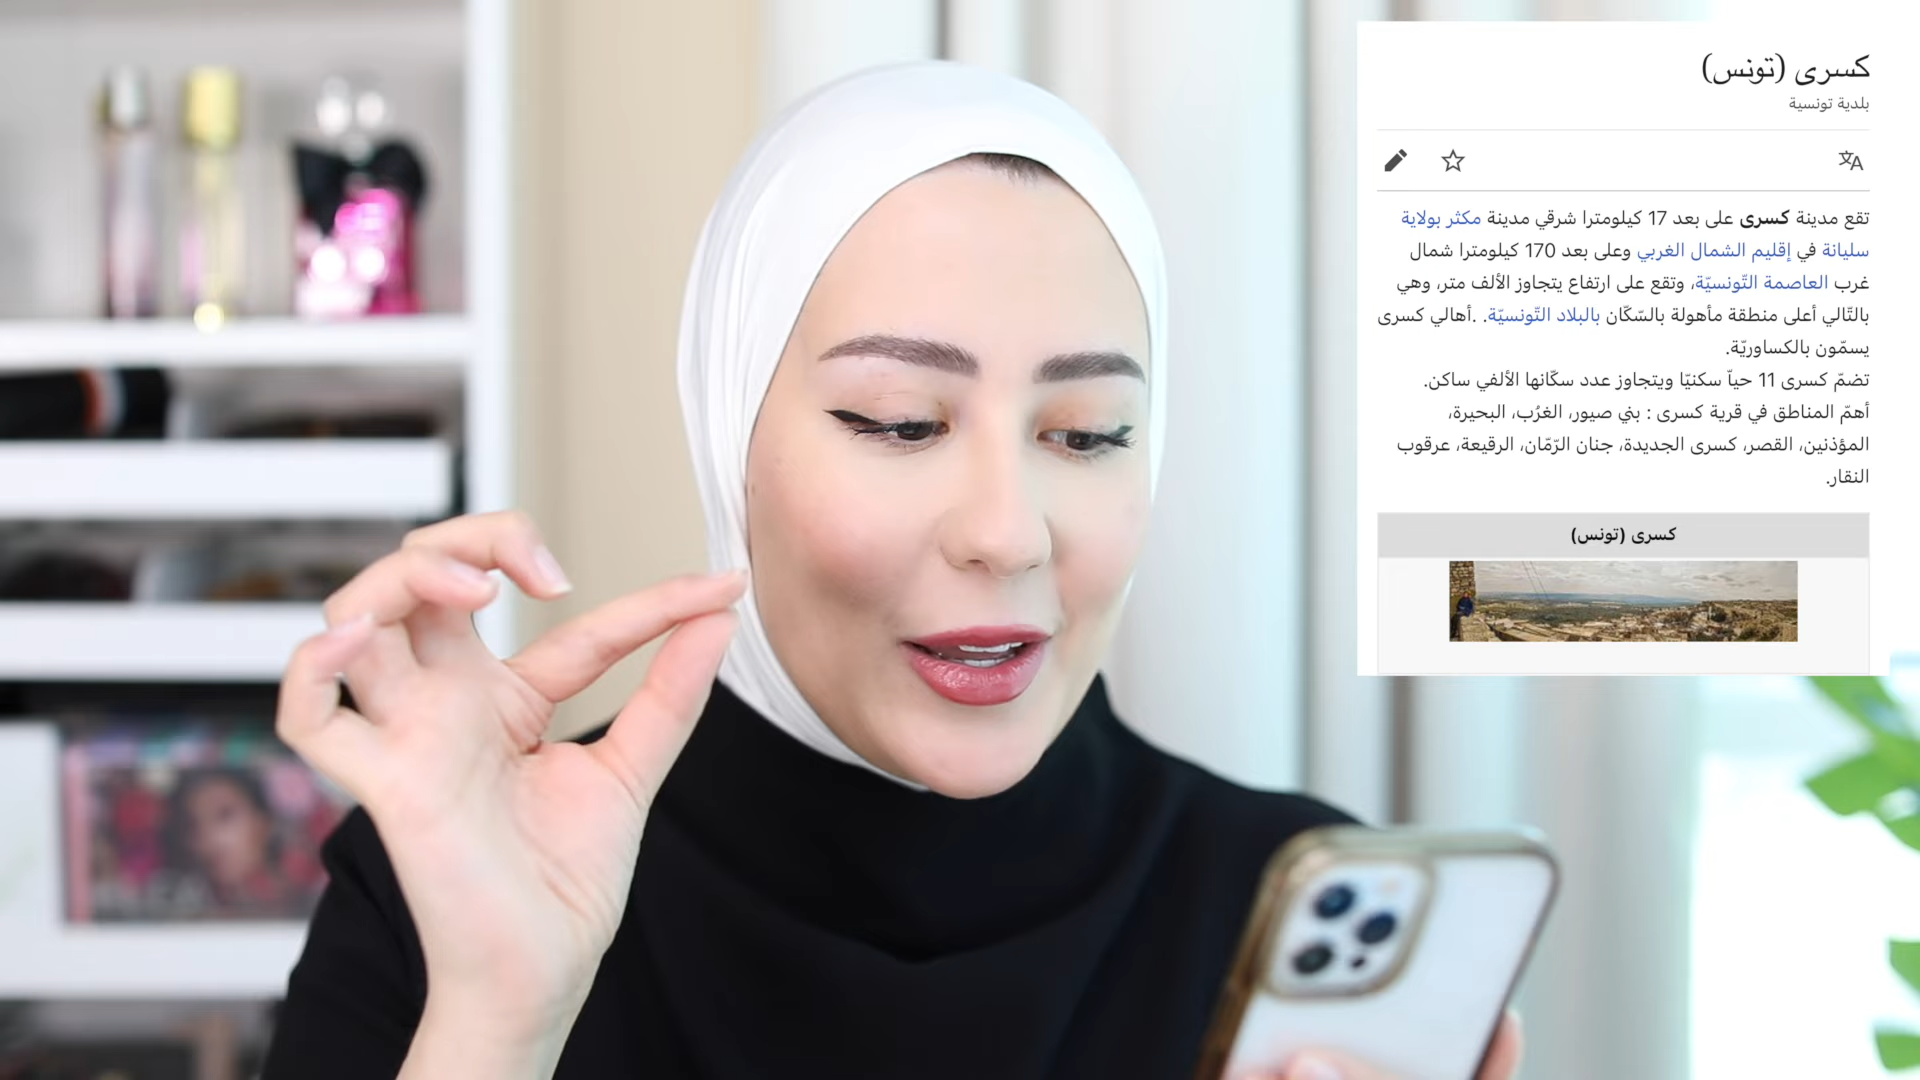 كسرى (تونس)
بلدية تونسية
تقع مدينة كسرى على بعد 17 كيلومترا شرقي مدينة مكثر بولاية
سليانة في إقليم الشمال الغربي وعلى بعد 170 كيلومترا شمال
غرب العاصمة التّونسيّة، وتقع على ارتفاع يتجاوز الألف متر، وهي
بالتّالي أعلى منطقة مأهولة بالسّكّان بالبلاد التّونسيّة. .أهالي كسرى
يسمّون بالكساوريّة.
تضمّ كسرى 11 حياّ سكنيّا ويتجاوز عدد سكّانها الألفي ساكن.
أهمّ المناطق في قرية كسرى : بني صيور، الغرُب، البحيرة،
المؤذنين، القصر، كسرى الجديدة، جنان الرّمّان، الرقيعة، عرقوب
النقار.
كسرى (تونس)